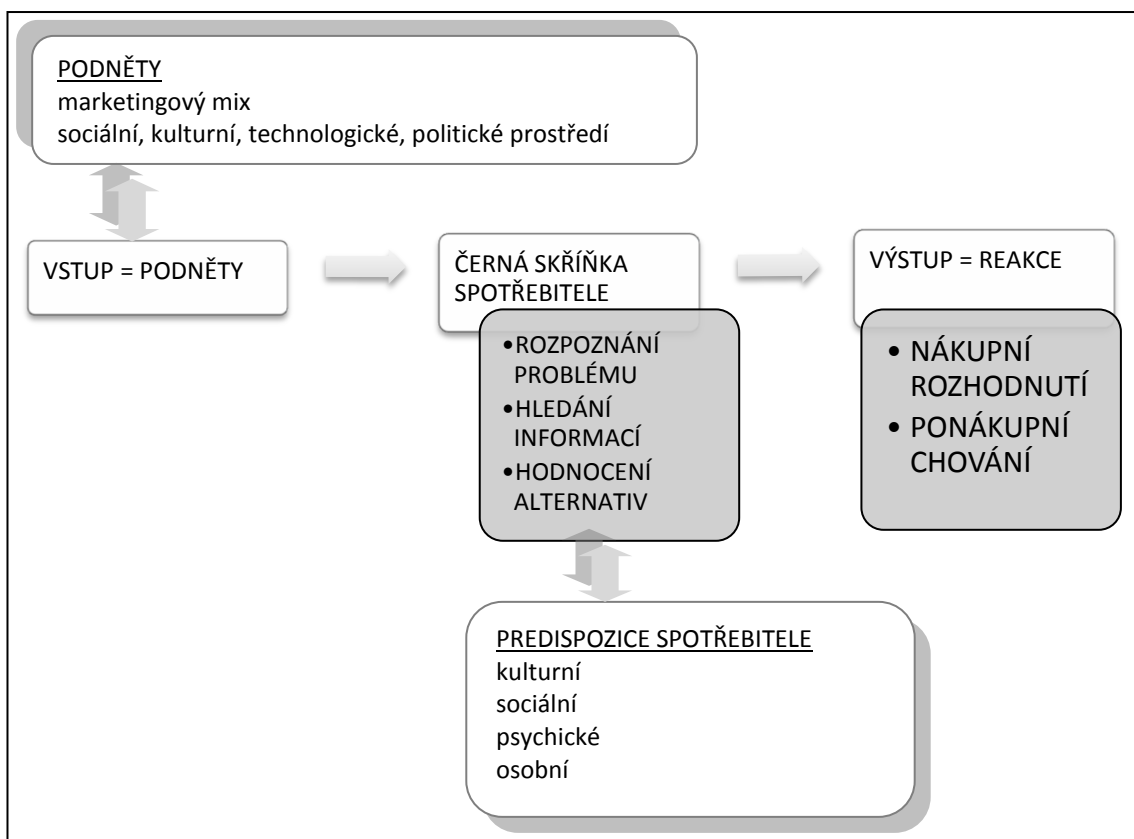 PODNĚTY
marketingový mix
sociální, kulturní, technologické, politické prostředí
VSTUP = PODNĚTY
ČERNÁ SKŘÍŇKA
SPOTŘEBITELE
•ROZPOZNÁNÍ
PROBLÉMU
•HLEDÁNÍ
INFORMACÍ
•HODNOCENÍ
ALTERNATIV
VÝSTUP = REAKCE
• NÁKUPNÍ
ROZHODNUTÍ
• PONÁKUPNÍ
CHOVÁNÍ
PREDISPOZICE SPOTŘEBITELE
kulturní
sociální
psychické
osobní